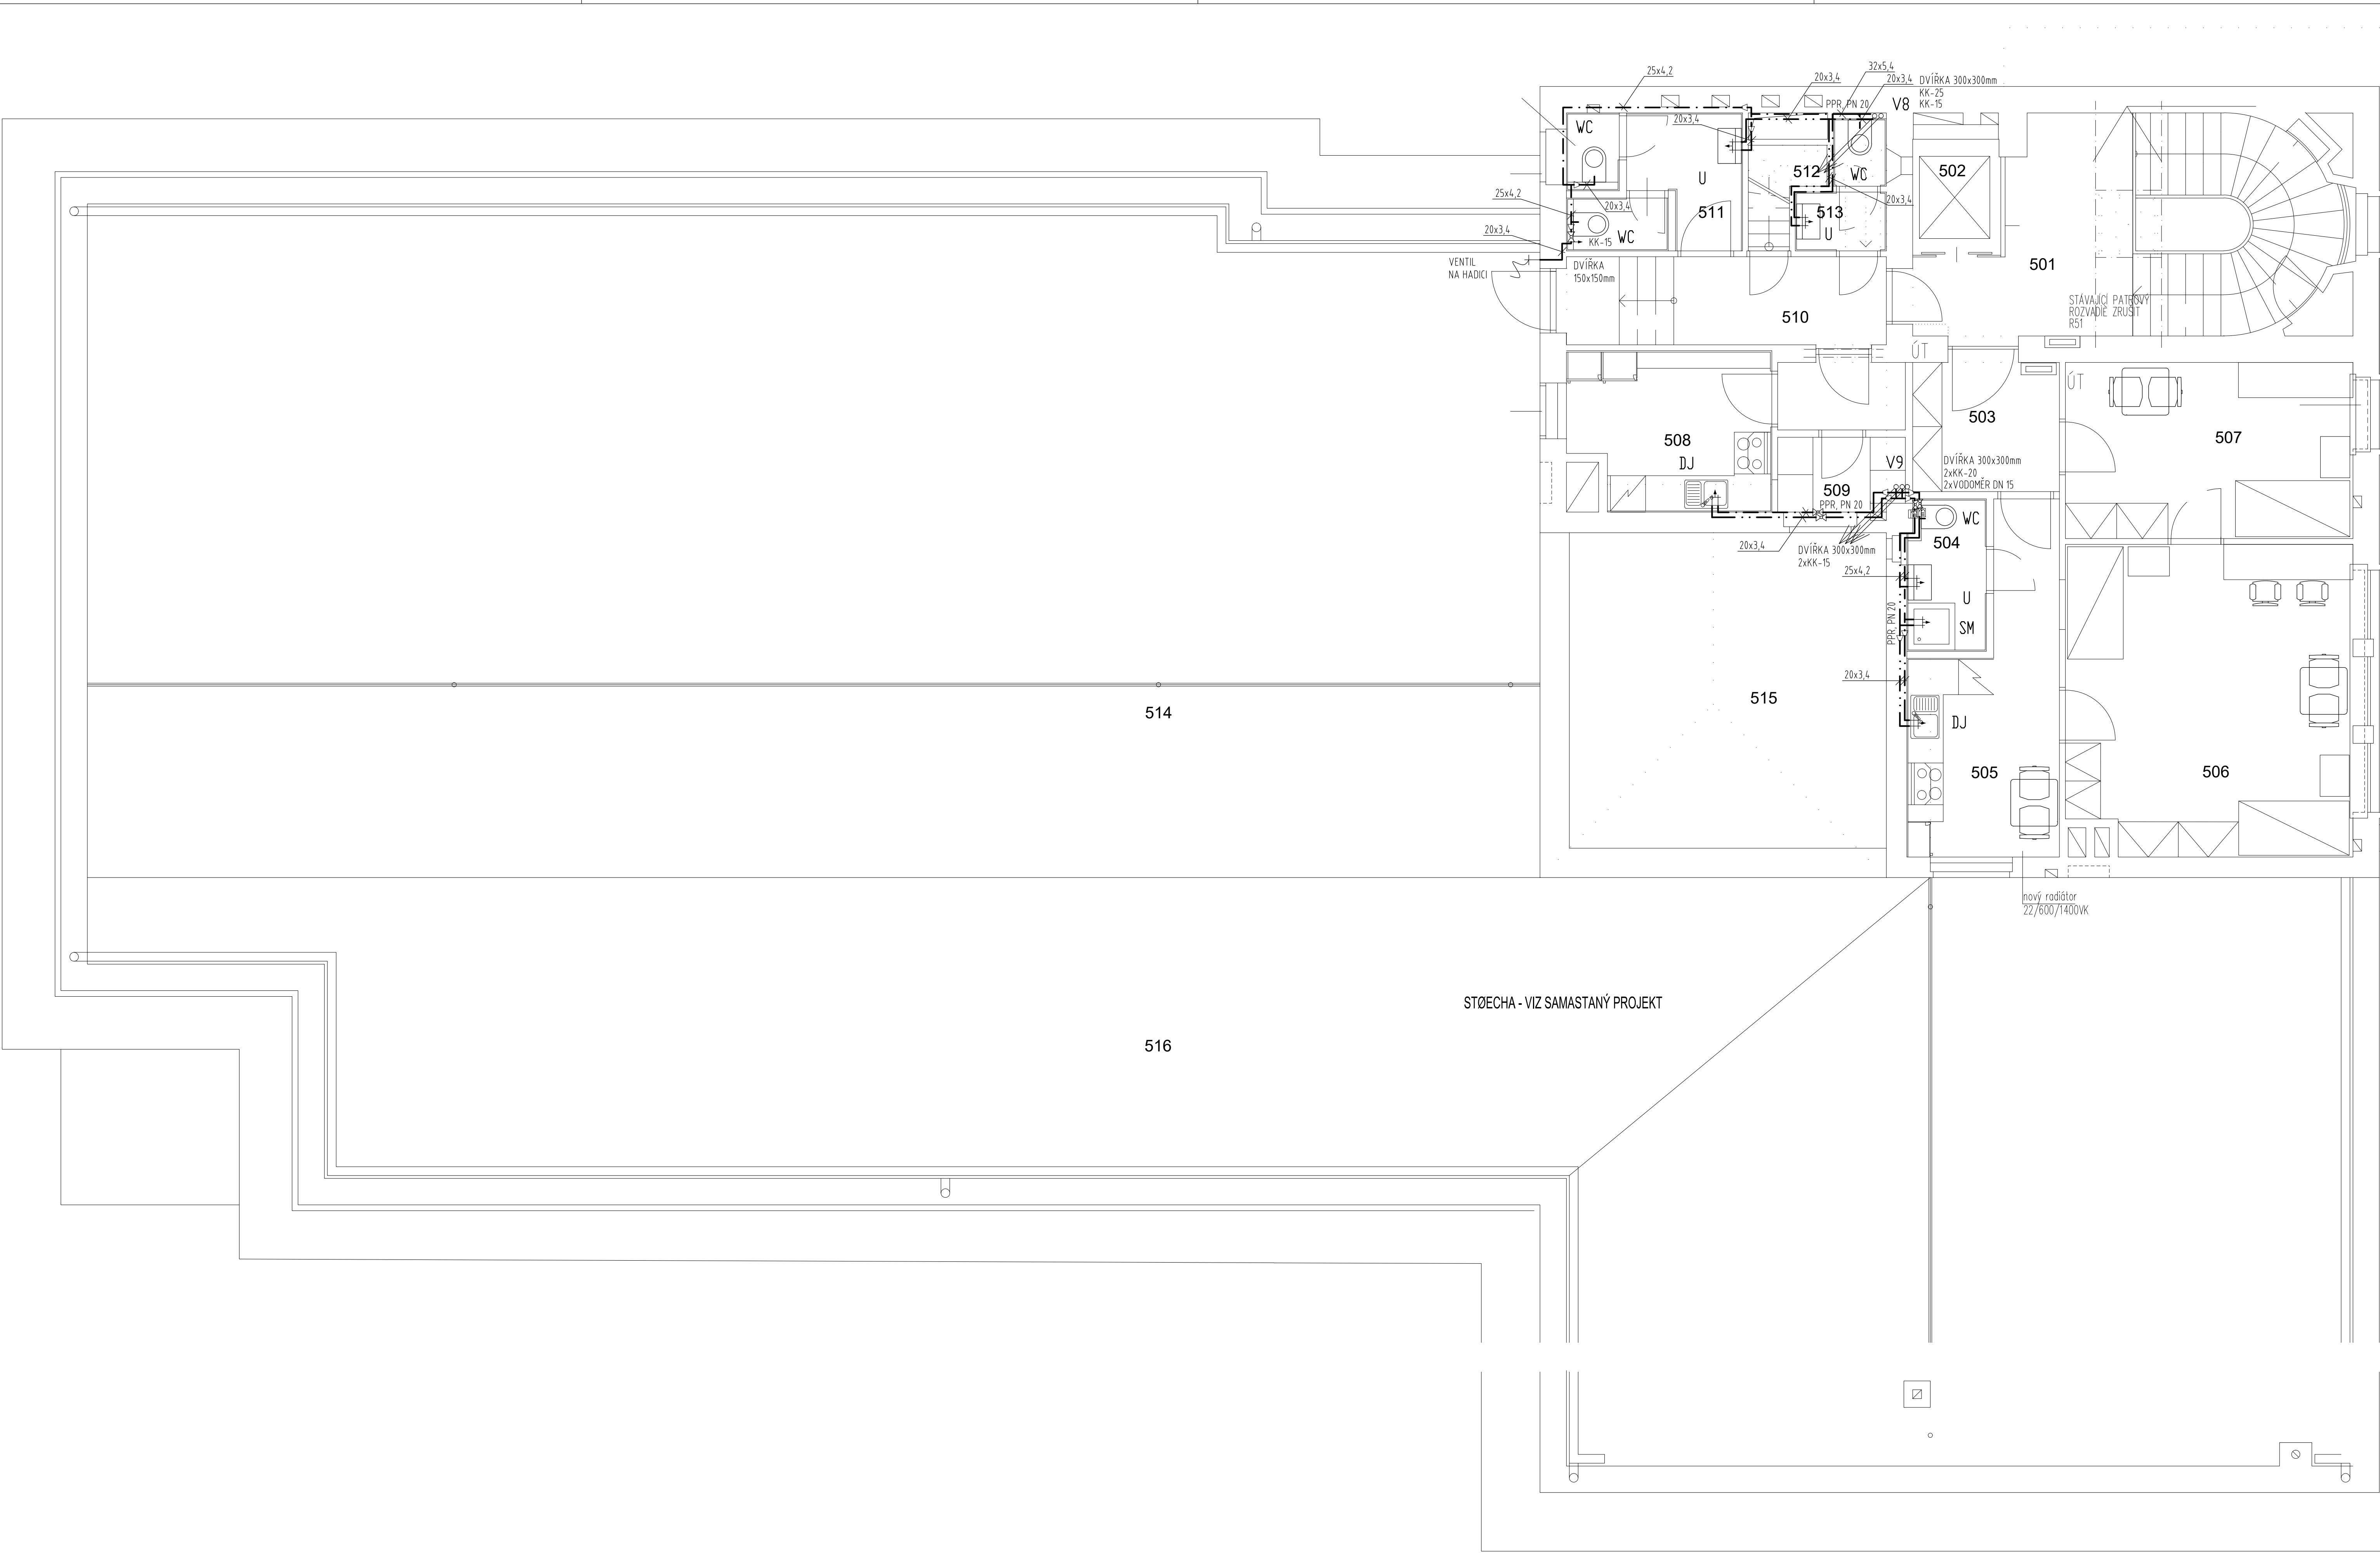 25x4,2
32x5,4
20x3,4
20x3,4
DVÍŘKA 300x300mm
KK-25
KK-15
PPR, PN 20
V8
20x3,4
WC
WC
U
512
502
25x4,2
20x3,4
20x3,4
511
513
U
20x3,4
WC
KK-15
VENTIL
NA HADICI
DVÍŘKA
150x150mm
501
STÁVAJÍCÍ PATROVÝ
ROZVADĚČ ZRUŠIT
R51
510
ÚT
ÚT
503
507
508
DJ
V9
DVÍŘKA 300x300mm
2xKK-20
2xVODOMĚR DN 15
509
PPR, PN 20
WC
504
20x3,4
DVÍŘKA 300x300mm
2xKK-15
25x4,2
U
PPR, PN 20
SM
20x3,4
515
514
DJ
505
506
nový radiátor
22/600/1400VK
STØECHA - VIZ SAMASTANÝ PROJEKT
516